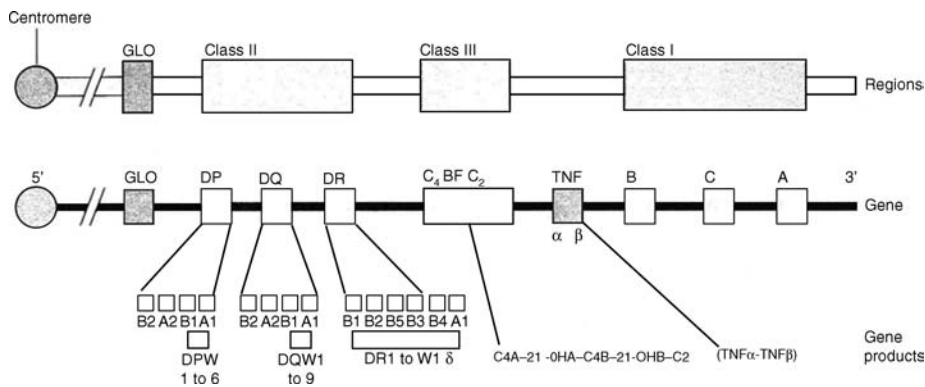 Centromere
GLO
Class II
Class III
Class I
Regions
5'
GLO
DP
DQ
DR
C4 BF C2
TNF
B
C
A
3'
Gene
α β
B2 A2 B1 A1
B2 A2 B1 A1
B1 B2 B5 B3 B4 A1
DPW
1 to 6
DQW1
to 9
DR1 to W1 δ
C4A–21 -0HA–C4B–21-OHB–C2
(TNFα-TNFβ)
Gene
products